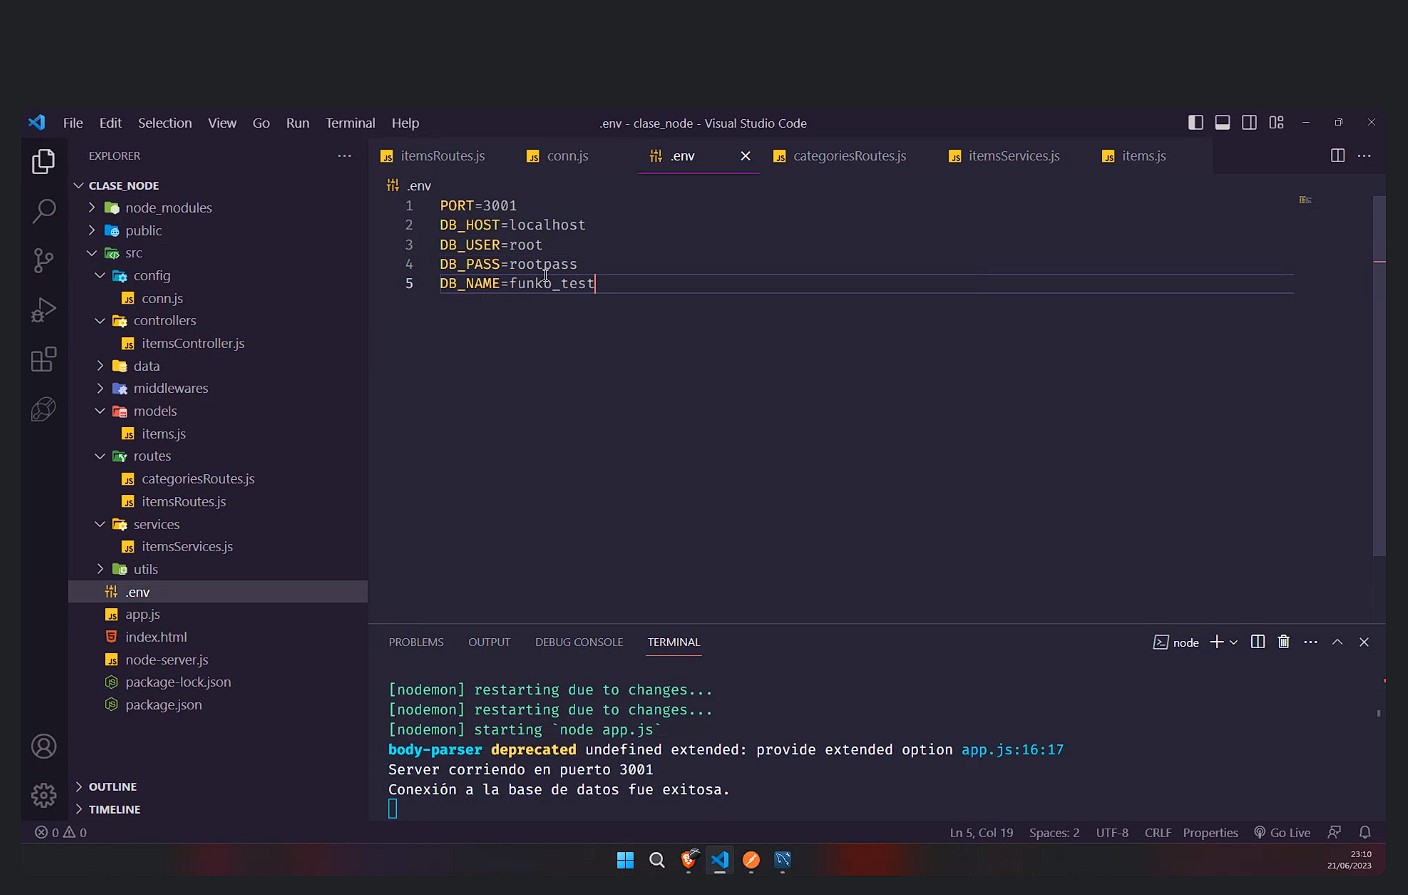 File Edit Selection View Go Run Terminal Help
.env - clase_node - Visual Studio Code
EXPLORER
CLASE_NODE
node_modules
public
src
config
conn.js
controllers
itemsController.js
data
middlewares
models
items.js
routes
categoriesRoutes.js
itemsRoutes.js
services
itemsServices.js
utils
.env
app.js
index.html
node-server.js
package-lock.json
package.json
OUTLINE
TIMELINE
itemsRoutes.js conn.js .env categoriesRoutes.js itemsServices.js items.js
.env
1 PORT=3001
2 DB_HOST=localhost
3 DB_USER=root
4 DB_PASS=rootpass
5 DB_NAME=funko_test
PROBLEMS OUTPUT DEBUG CONSOLE TERMINAL
node
[nodemon] restarting due to changes...
[nodemon] restarting due to changes...
[nodemon] starting `node app.js`
body-parser deprecated undefined extended: provide extended option app.js:16:17
Server corriendo en puerto 3001
Conexión a la base de datos fue exitosa.
0 0
Ln 5, Col 19 Spaces: 2 UTF-8 CRLF Properties Go Live
23:10
21/06/2023